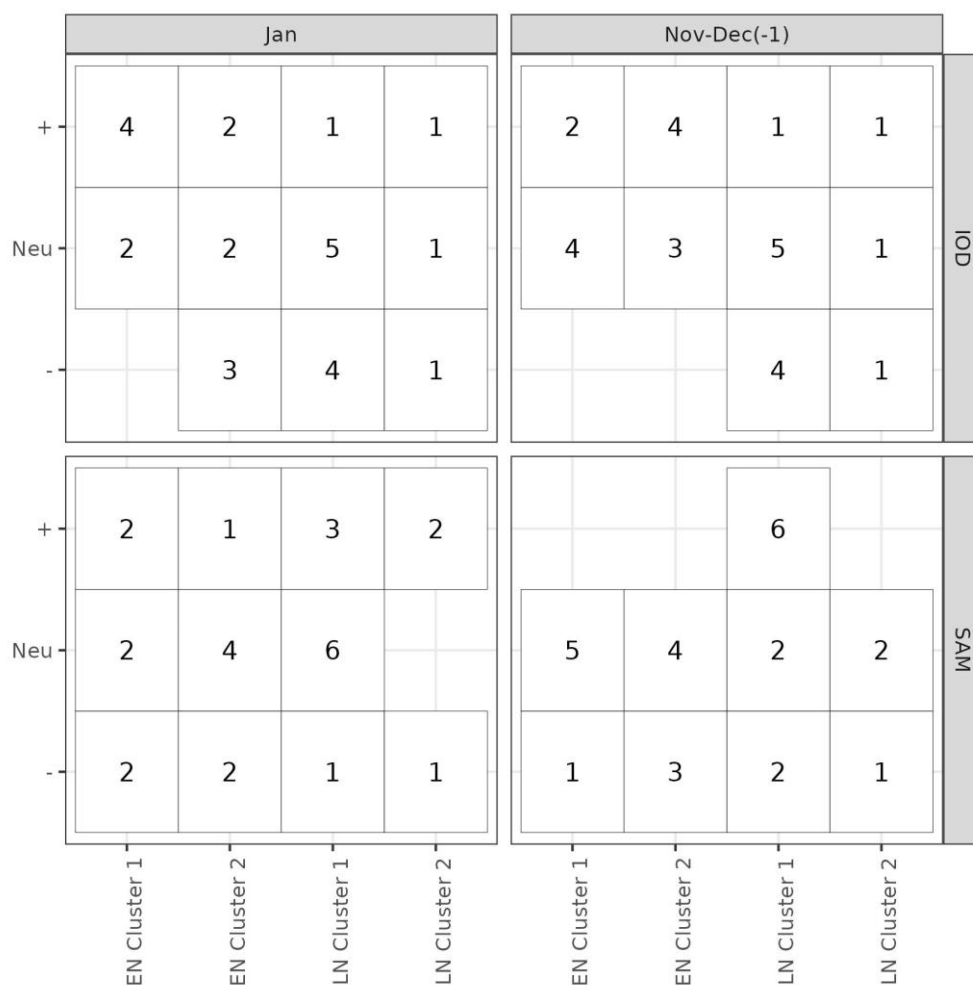 Jan Nov-Dec(-1)
+ 4 2 1 1 2 4 1 1
Neu 2 2 5 1 4 3 5 1
- 3 4 1 4 1
IOD
+ 2 1 3 2 6
Neu 2 4 6 5 4 2 2
- 2 2 1 1 1 3 2 1
SAM
EN Cluster 1
EN Cluster 2
LN Cluster 1
LN Cluster 2
EN Cluster 1
EN Cluster 2
LN Cluster 1
LN Cluster 2